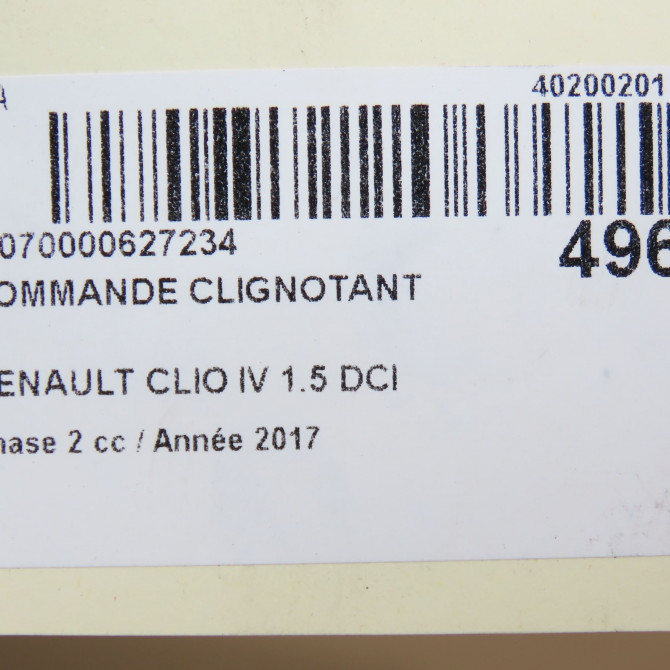 A 40200201
070000627234 496
OMMANDE CLIGNOTANT
ENAULT CLIO IV 1.5 DCI
hase 2 cc / Année 2017